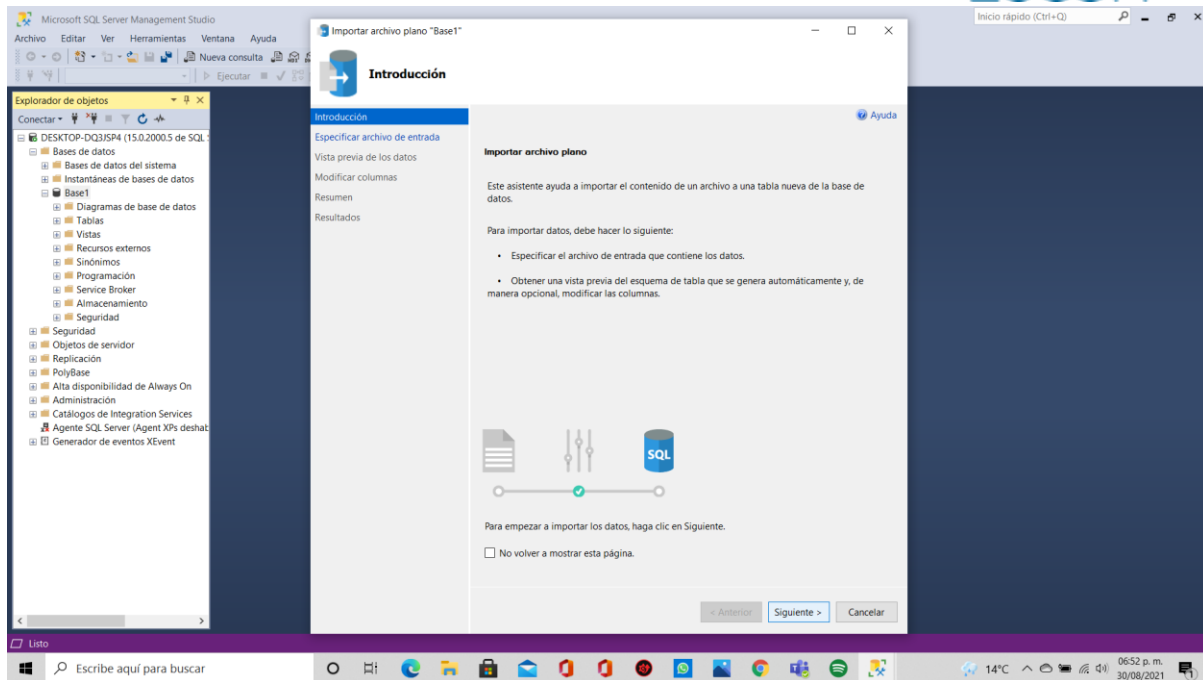 Microsoft SQL Server Management Studio
Inicio rápido (Ctrl+Q)
Archivo Editar Ver Herramientas Ventana Ayuda
Nueva consulta
Ejecutar
Explorador de objetos
Conectar
DESKTOP-DQ3JSP4 (15.0.2000.5 de SQL
Bases de datos
Bases de datos del sistema
Instantáneas de bases de datos
Base1
Diagramas de base de datos
Tablas
Vistas
Recursos externos
Sinónimos
Programación
Service Broker
Almacenamiento
Seguridad
Seguridad
Objetos de servidor
Replicación
PolyBase
Alta disponibilidad de Always On
Administración
Catálogos de Integration Services
Agente SQL Server (Agent XPs deshab
Generador de eventos XEvent
Importar archivo plano "Base1"
Introducción
Introducción
Especificar archivo de entrada
Vista previa de los datos
Modificar columnas
Resumen
Resultados
Ayuda
Importar archivo plano
Este asistente ayuda a importar el contenido de un archivo a una tabla nueva de la base de
datos.
Para importar datos, debe hacer lo siguiente:
• Especificar el archivo de entrada que contiene los datos.
• Obtener una vista previa del esquema de tabla que se genera automáticamente y, de
manera opcional, modificar las columnas.
SQL
Para empezar a importar los datos, haga clic en Siguiente.
No volver a mostrar esta página.
< Anterior Siguiente > Cancelar
Listo
Escribe aquí para buscar
14°C
06:52 p. m.
30/08/2021